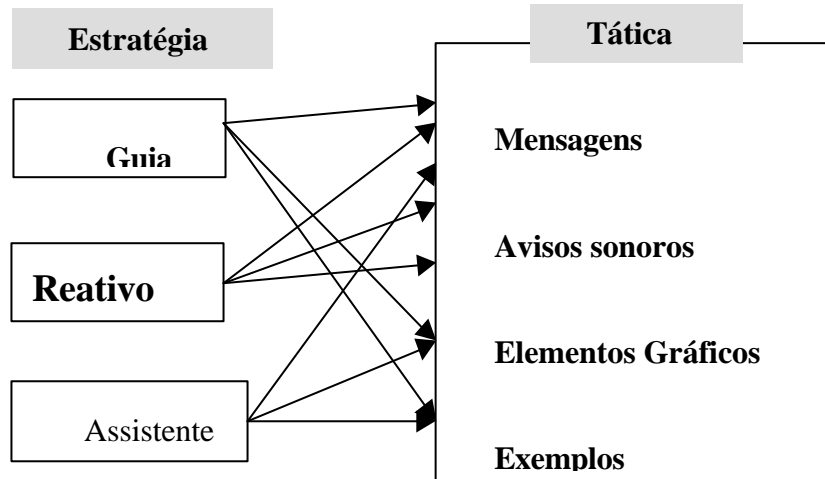 Estratégia
Tática
Guia
Mensagens
Avisos sonoros
Reativo
Elementos Gráficos
Assistente
Exemplos